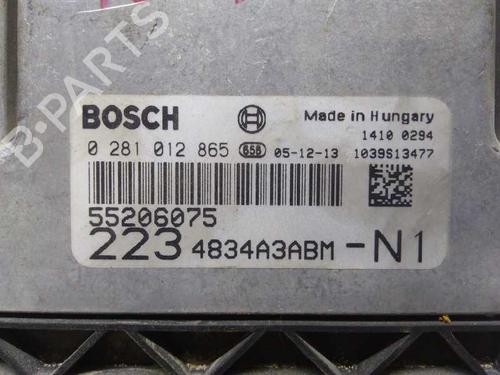 B-PARTS
BOSCH
Made in Hungary
1410 0294
0 281 012 865 658 05-12-13 1039S13477
55206075
223 4834A3ABM -N1